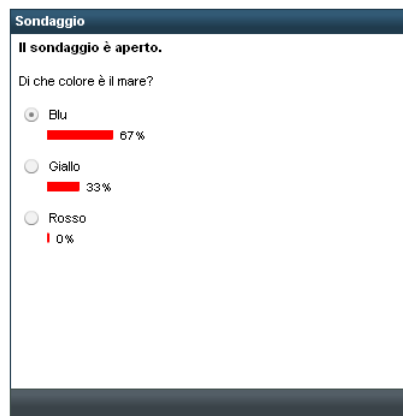 Sondaggio
Il sondaggio è aperto.
Di che colore è il mare?
Blu
67%
Giallo
33%
Rosso
0%